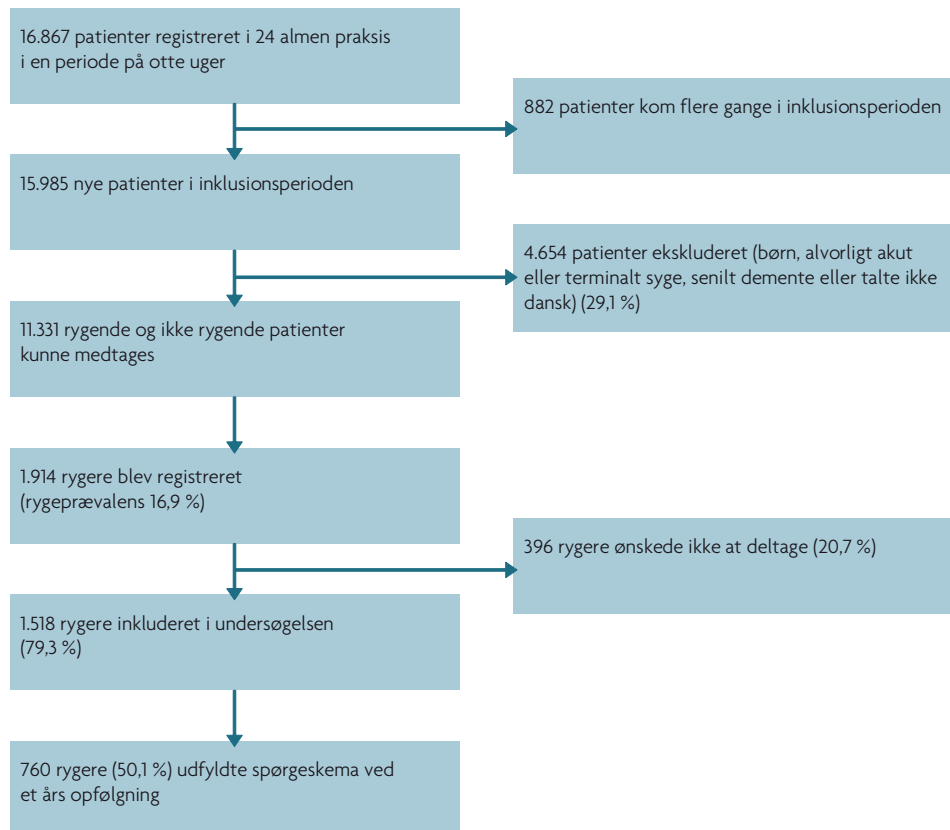 16.867 patienter registreret i 24 almen praksis
i en periode på otte uger
882 patienter kom flere gange i inklusionsperioden
15.985 nye patienter i inklusionsperioden
4.654 patienter ekskluderet (børn, alvorligt akut
eller terminalt syge, senilt demente eller talte ikke
dansk) (29,1 %)
11.331 rygende og ikke rygende patienter
kunne medtages
1.914 rygere blev registreret
(rygeprævalens 16,9 %)
396 rygere ønskede ikke at deltage (20,7 %)
1.518 rygere inkluderet i undersøgelsen
(79,3 %)
760 rygere (50,1 %) udfyldte spørgeskema ved
et års opfølgning